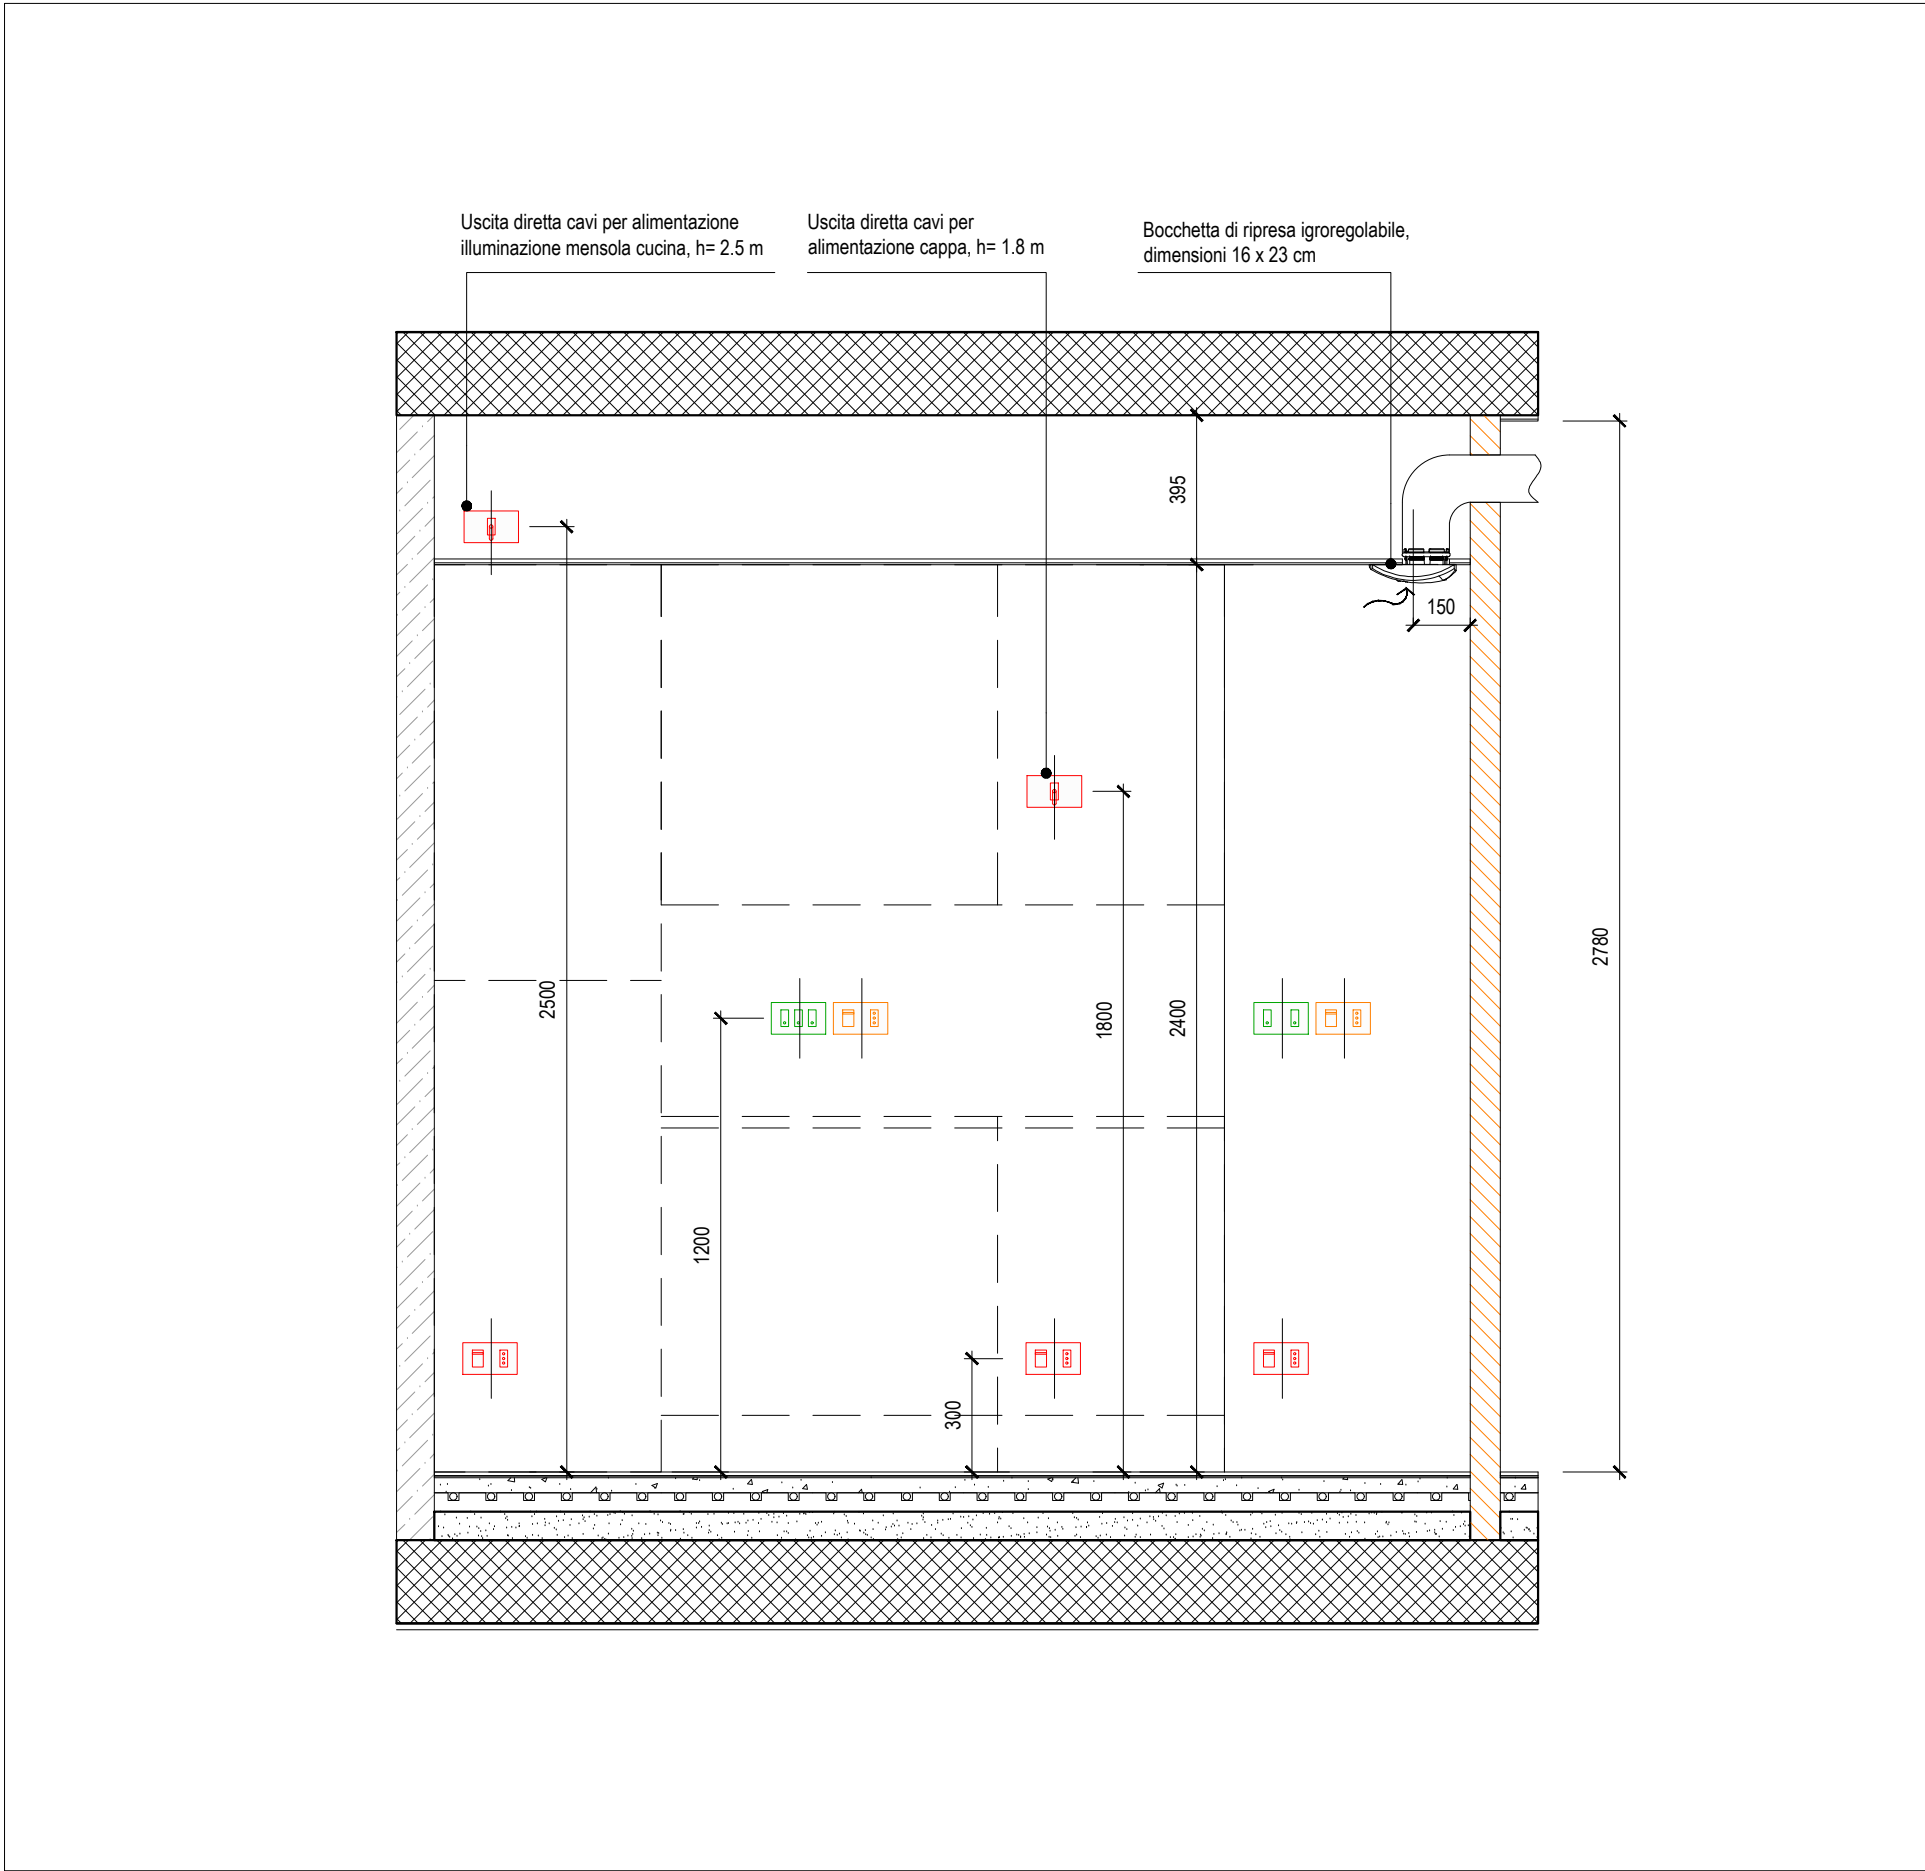 Uscita diretta cavi per alimentazione
illuminazione mensola cucina, h= 2.5 m
Uscita diretta cavi per
alimentazione cappa, h= 1.8 m
Bocchetta di ripresa igroregolabile,
dimensioni 16 x 23 cm
395
150
2780
2500
1800
2400
1200
300